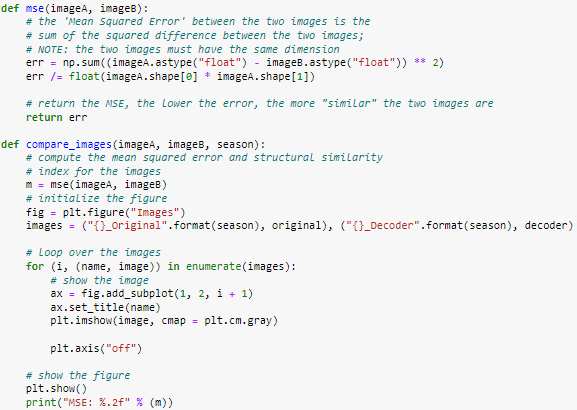 def mse(imageA, imageB):
    # the 'Mean Squared Error' between the two images is the
    # sum of the squared difference between the two images;
    # NOTE: the two images must have the same dimension
    err = np.sum((imageA.astype("float") - imageB.astype("float")) ** 2)
    err /= float(imageA.shape[0] * imageA.shape[1])

    # return the MSE, the lower the error, the more "similar" the two images are
    return err

def compare_images(imageA, imageB, season):
    # compute the mean squared error and structural similarity
    # index for the images
    m = mse(imageA, imageB)
    # initialize the figure
    fig = plt.figure("Images")
    images = ("{}_Original".format(season), original), ("{}_Decoder".format(season), decoder)

    # loop over the images
    for (i, (name, image)) in enumerate(images):
        # show the image
        ax = fig.add_subplot(1, 2, i + 1)
        ax.set_title(name)
        plt.imshow(image, cmap = plt.cm.gray)

        plt.axis("off")

    # show the figure
    plt.show()
    print("MSE: %.2f" % (m))